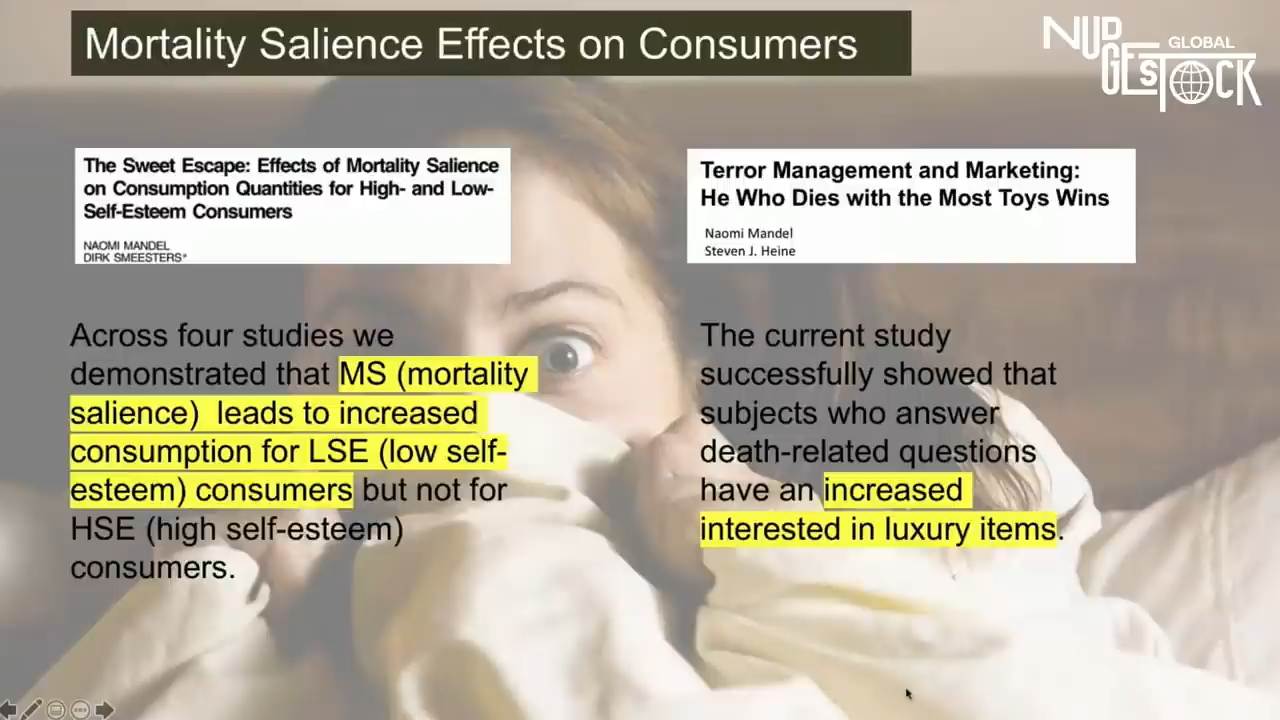 Mortality Salience Effects on Consumers
NUDGESTOCK
GLOBAL
The Sweet Escape: Effects of Mortality Salience
on Consumption Quantities for High- and Low-
Self-Esteem Consumers
NAOMI MANDEL
DIRK SMEESTERS*
Across four studies we
demonstrated that MS (mortality
salience)  leads to increased
consumption for LSE (low self-
esteem) consumers but not for
HSE (high self-esteem)
consumers.
Terror Management and Marketing:
He Who Dies with the Most Toys Wins
Naomi Mandel
Steven J. Heine
The current study
successfully showed that
subjects who answer
death-related questions
have an increased
interested in luxury items.